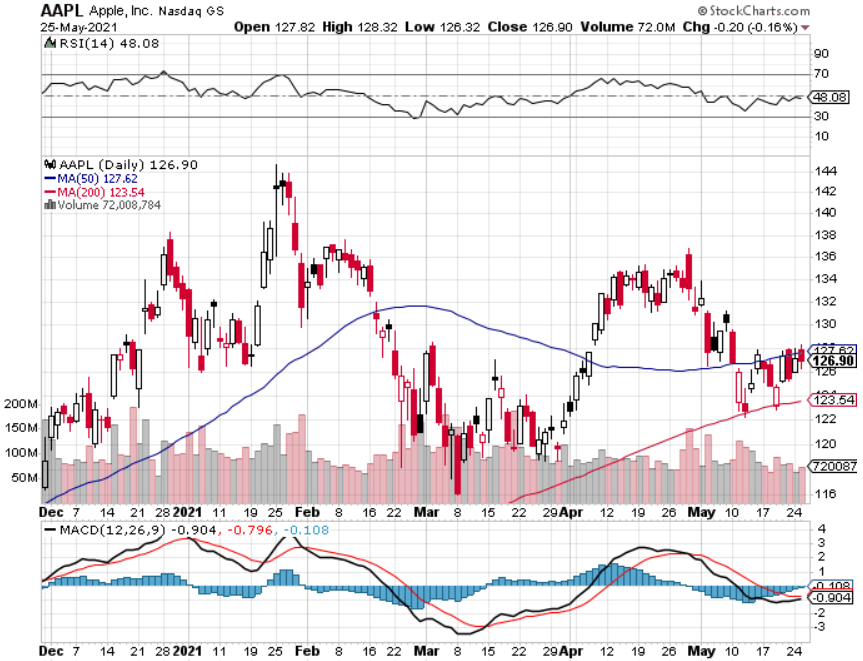 AAPL Apple, Inc. Nasdaq GS
© StockCharts.com
25-May-2021
Open 127.82 High 128.32 Low 126.32 Close 126.90 Volume 72.0M Chg -0.20 (-0.16%)
RSI(14) 48.08
90
70
48.08
30
10
AAPL (Daily) 126.90
MA(50) 127.62
MA(200) 123.54
Volume 72,008,784
144
142
140
138
136
134
132
130
127.62
126.90
126
124
123.54
122
120
720087
116
200M
150M
100M
50M
Dec 7 14 21 28 2021 11 19 25 Feb 8 16 22 Mar 8 15 22 29 Apr 12 19 26 May 10 17 24
MACD(12,26,9) -0.904, -0.796, -0.108
4
3
2
1
-0.108
-0.904
-2
-3
Dec 7 14 21 28 2021 11 19 25 Feb 8 16 22 Mar 8 15 22 29 Apr 12 19 26 May 10 17 24